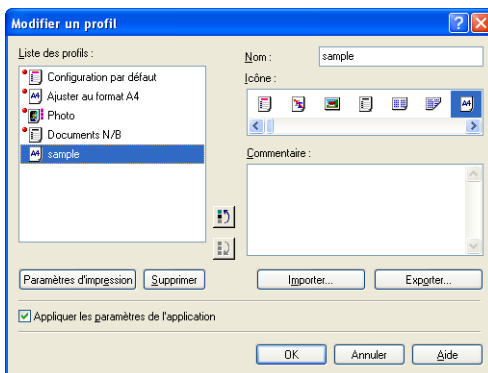 Modifier un profil
Liste des profils :
Configuration par défaut
Ajuster au format A4
Photo
Documents N/B
sample
Nom :
sample
Icône :
Commentaire :
Paramètres d'impression
Supprimer
Importer...
Exporter...
Appliquer les paramètres de l'application
OK
Annuler
Aide